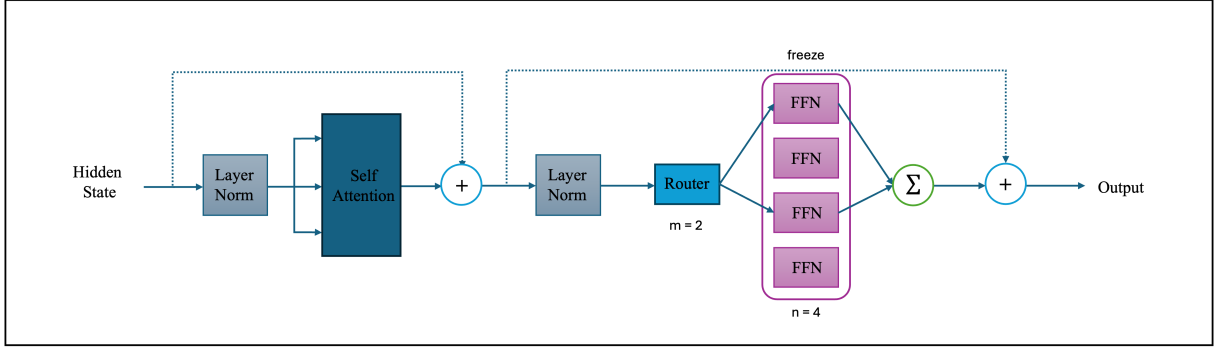 freeze
Hidden
State
Layer
Norm
Self
Attention
+
Layer
Norm
Router
m = 2
FFN
FFN
FFN
FFN
n = 4
Σ
+
Output